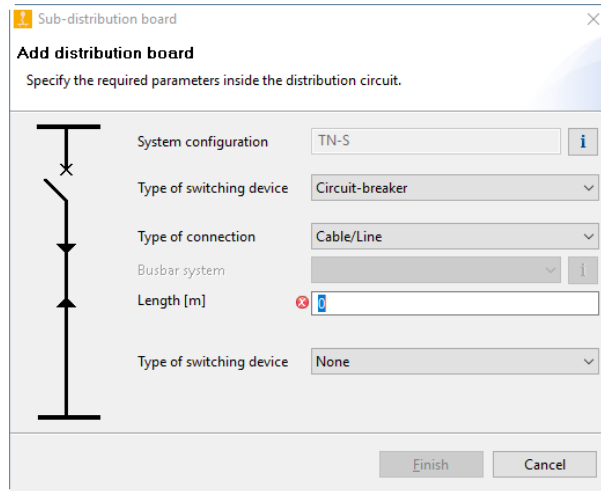 Sub-distribution board
Add distribution board
Specify the required parameters inside the distribution circuit.
System configuration TN-S i
Type of switching device Circuit-breaker
Type of connection Cable/Line
Busbar system i
Length [m] 0
Type of switching device None
Finish Cancel